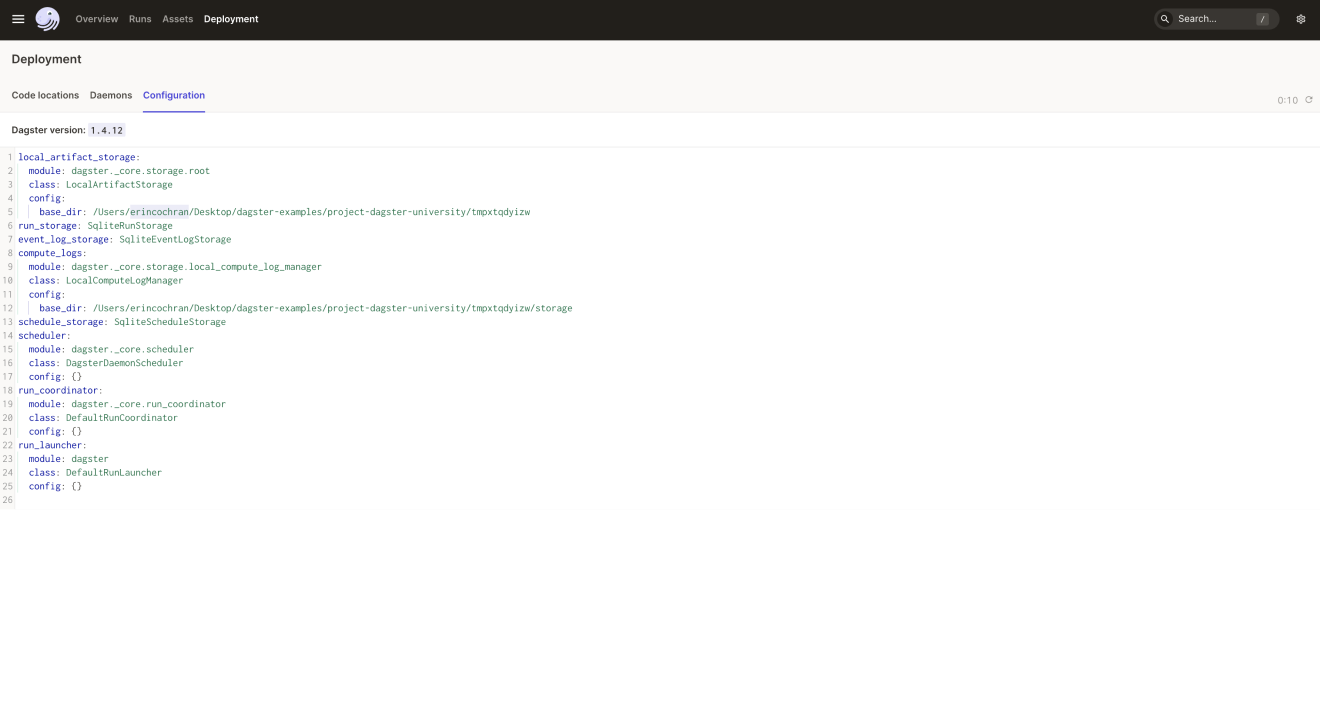 Overview Runs Assets Deployment Search... /
Deployment
Code locations Daemons Configuration
0:10
Dagster version: 1.4.12
1 local_artifact_storage:
2   module: dagster._core.storage.root
3   class: LocalArtifactStorage
4   config:
5     base_dir: /Users/erincochran/Desktop/dagster-examples/project-dagster-university/tmpxtqdyizw
6 run_storage: SqliteRunStorage
7 event_log_storage: SqliteEventLogStorage
8 compute_logs:
9   module: dagster._core.storage.local_compute_log_manager
10   class: LocalComputeLogManager
11   config:
12     base_dir: /Users/erincochran/Desktop/dagster-examples/project-dagster-university/tmpxtqdyizw/storage
13 schedule_storage: SqliteScheduleStorage
14 scheduler:
15   module: dagster._core.scheduler
16   class: DagsterDaemonScheduler
17   config: {}
18 run_coordinator:
19   module: dagster._core.run_coordinator
20   class: DefaultRunCoordinator
21   config: {}
22 run_launcher:
23   module: dagster
24   class: DefaultRunLauncher
25   config: {}
26